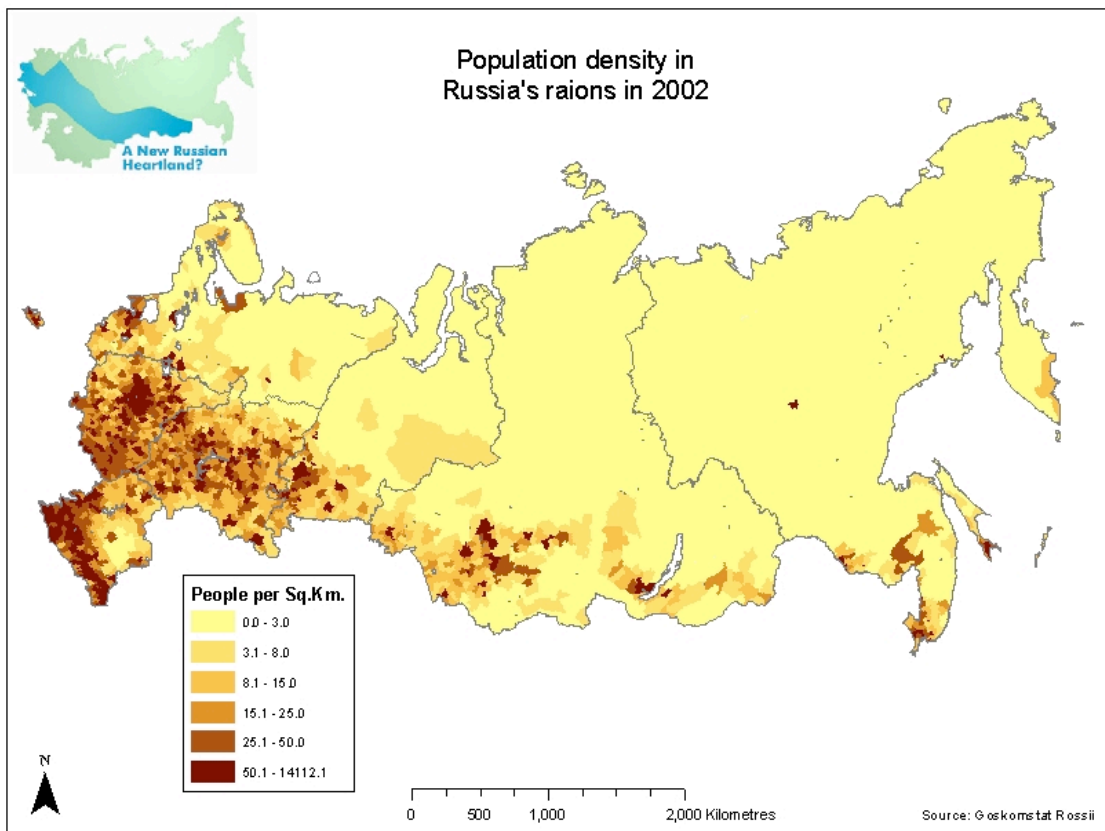 Population density in
Russia's raions in 2002
A New Russian
Heartland?
People per Sq.Km.
0.0 - 3.0
3.1 - 8.0
8.1 - 15.0
15.1 - 25.0
25.1 - 50.0
50.1 - 14112.1
N
0 500 1,000 2,000 Kilometres
Source: Goskomstat Rossii